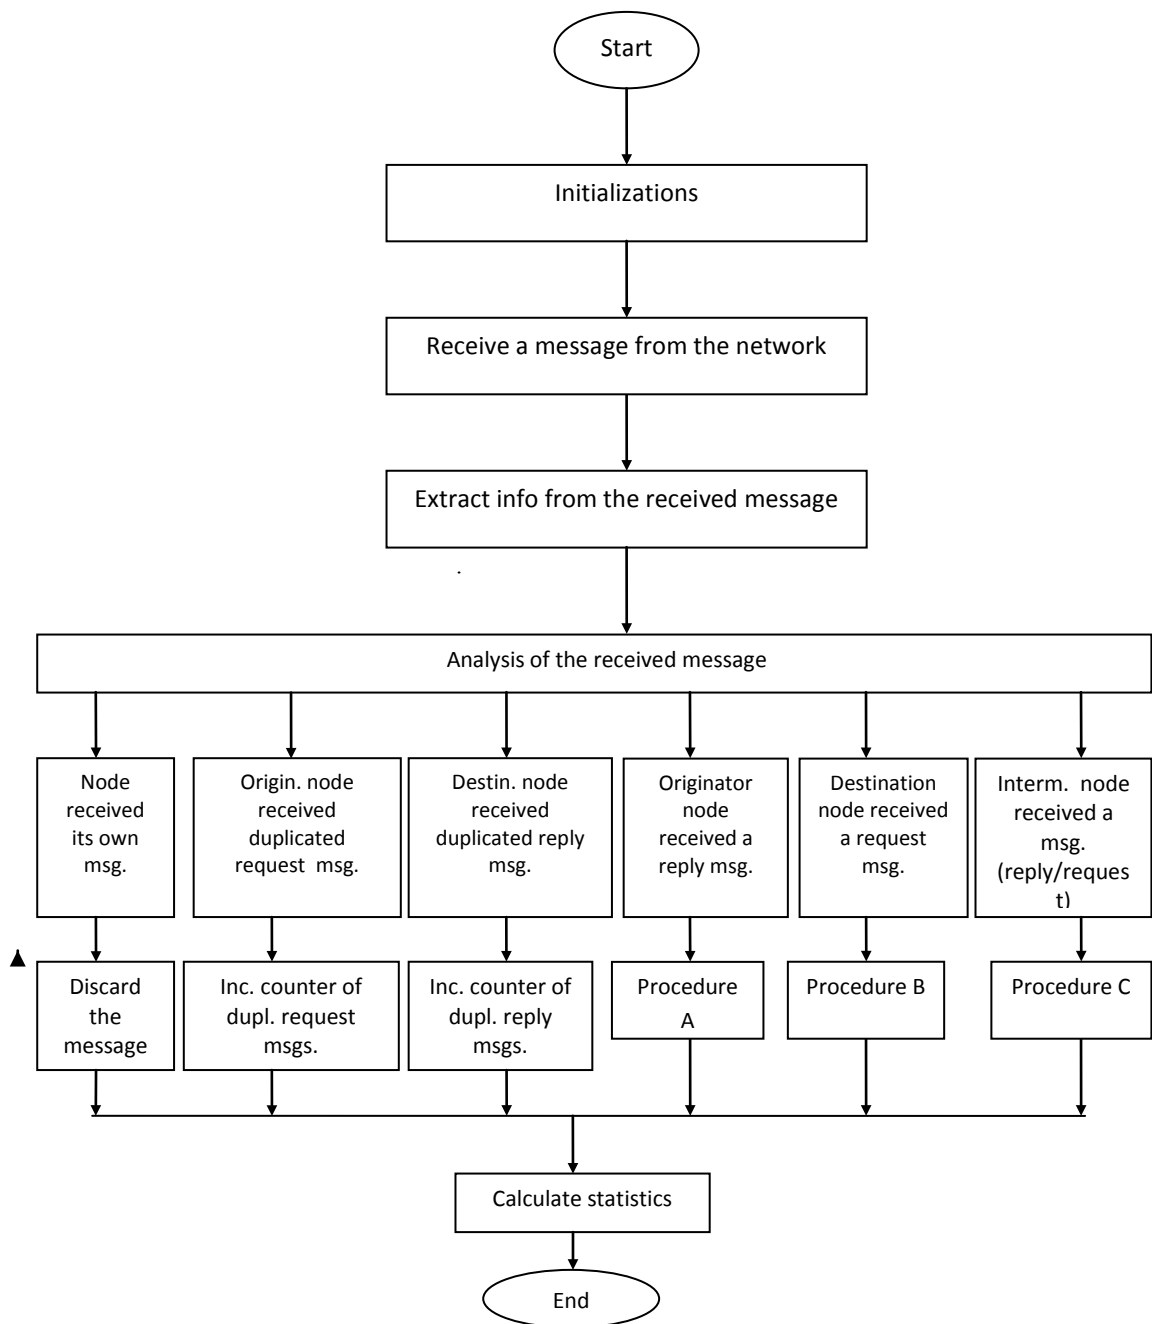 Start
Initializations
Receive a message from the network
Extract info from the received message
.
Analysis of the received message
Node
received
its own
msg.
Origin. node
received
duplicated
request msg.
Destin. node
received
duplicated reply
msg.
Originator
node
received a
reply msg.
Destination
node received
a request
msg.
Interm. node
received a
msg.
(reply/reques
t)
Discard
the
message
Inc. counter of
dupl. request
msgs.
Inc. counter of
dupl. reply
msgs.
Procedure
A
Procedure B
Procedure C
Calculate statistics
End